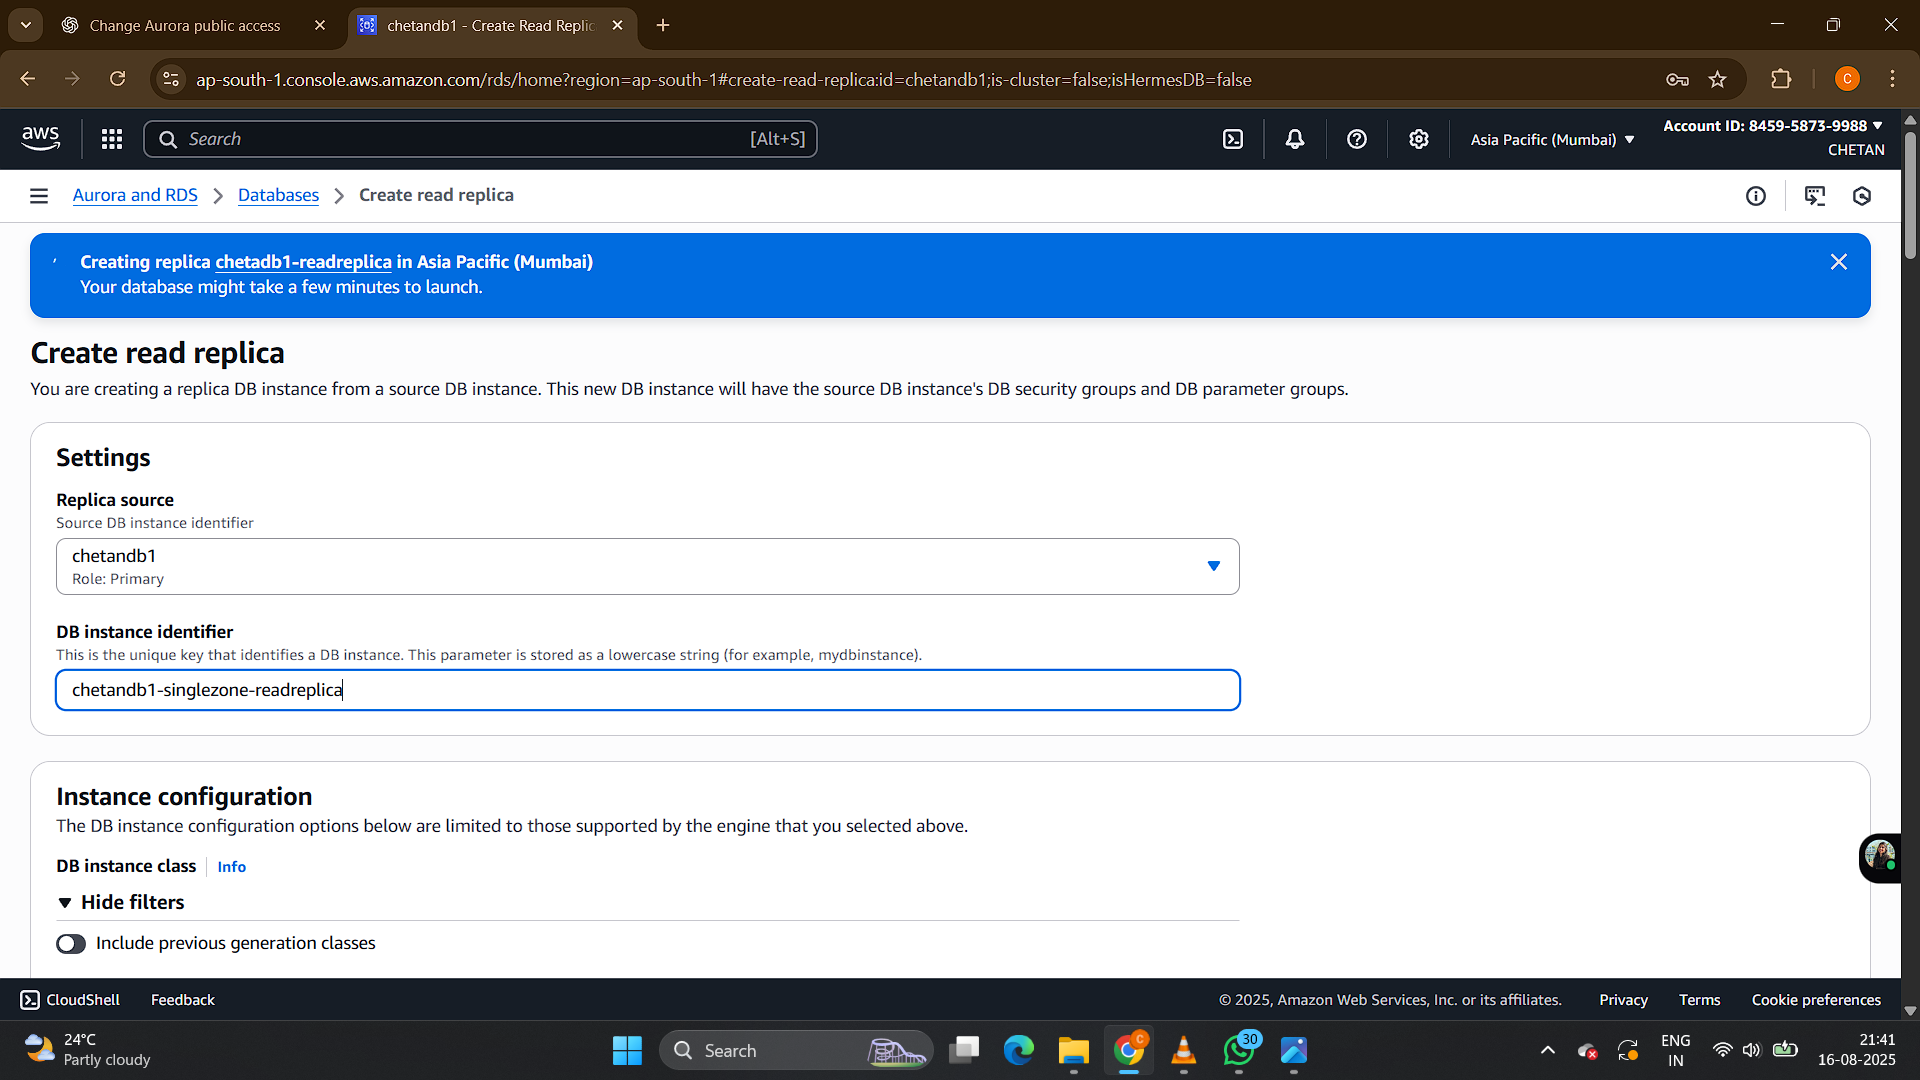 Change Aurora public access
chetandb1 - Create Read Replic
ap-south-1.console.aws.amazon.com/rds/home?region=ap-south-1#create-read-replica:id=chetandb1;is-cluster=false;isHermesDB=false
C
aws
Search
[Alt+S]
Asia Pacific (Mumbai)
Account ID: 8459-5873-9988
CHETAN
Aurora and RDS
Databases
Create read replica
Creating replica chetadb1-readreplica in Asia Pacific (Mumbai)
Your database might take a few minutes to launch.
Create read replica
You are creating a replica DB instance from a source DB instance. This new DB instance will have the source DB instance's DB security groups and DB parameter groups.
Settings
Replica source
Source DB instance identifier
chetandb1
Role: Primary
DB instance identifier
This is the unique key that identifies a DB instance. This parameter is stored as a lowercase string (for example, mydbinstance).
chetandb1-singlezone-readreplica
Instance configuration
The DB instance configuration options below are limited to those supported by the engine that you selected above.
DB instance class
Info
Hide filters
Include previous generation classes
CloudShell
Feedback
© 2025, Amazon Web Services, Inc. or its affiliates.
Privacy
Terms
Cookie preferences
24°C
Partly cloudy
Search
C
30
ENG
IN
21:41
16-08-2025